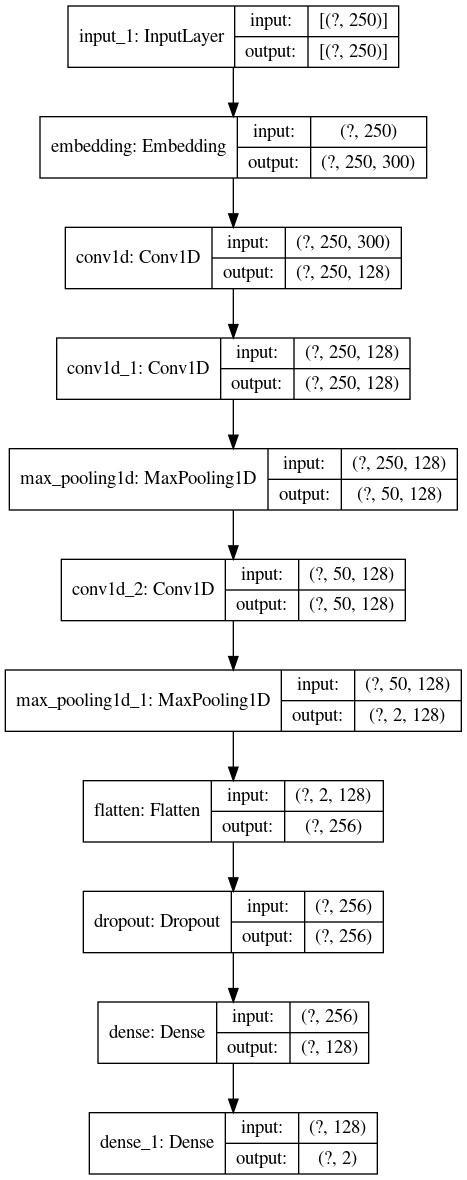 input_1: InputLayer
input:
[(?, 250)]
output:
[(?, 250)]
embedding: Embedding
input:
(?, 250)
output:
(?, 250, 300)
conv1d: Conv1D
input:
(?, 250, 300)
output:
(?, 250, 128)
conv1d_1: Conv1D
input:
(?, 250, 128)
output:
(?, 250, 128)
max_pooling1d: MaxPooling1D
input:
(?, 250, 128)
output:
(?, 50, 128)
conv1d_2: Conv1D
input:
(?, 50, 128)
output:
(?, 50, 128)
max_pooling1d_1: MaxPooling1D
input:
(?, 50, 128)
output:
(?, 2, 128)
flatten: Flatten
input:
(?, 2, 128)
output:
(?, 256)
dropout: Dropout
input:
(?, 256)
output:
(?, 256)
dense: Dense
input:
(?, 256)
output:
(?, 128)
dense_1: Dense
input:
(?, 128)
output:
(?, 2)